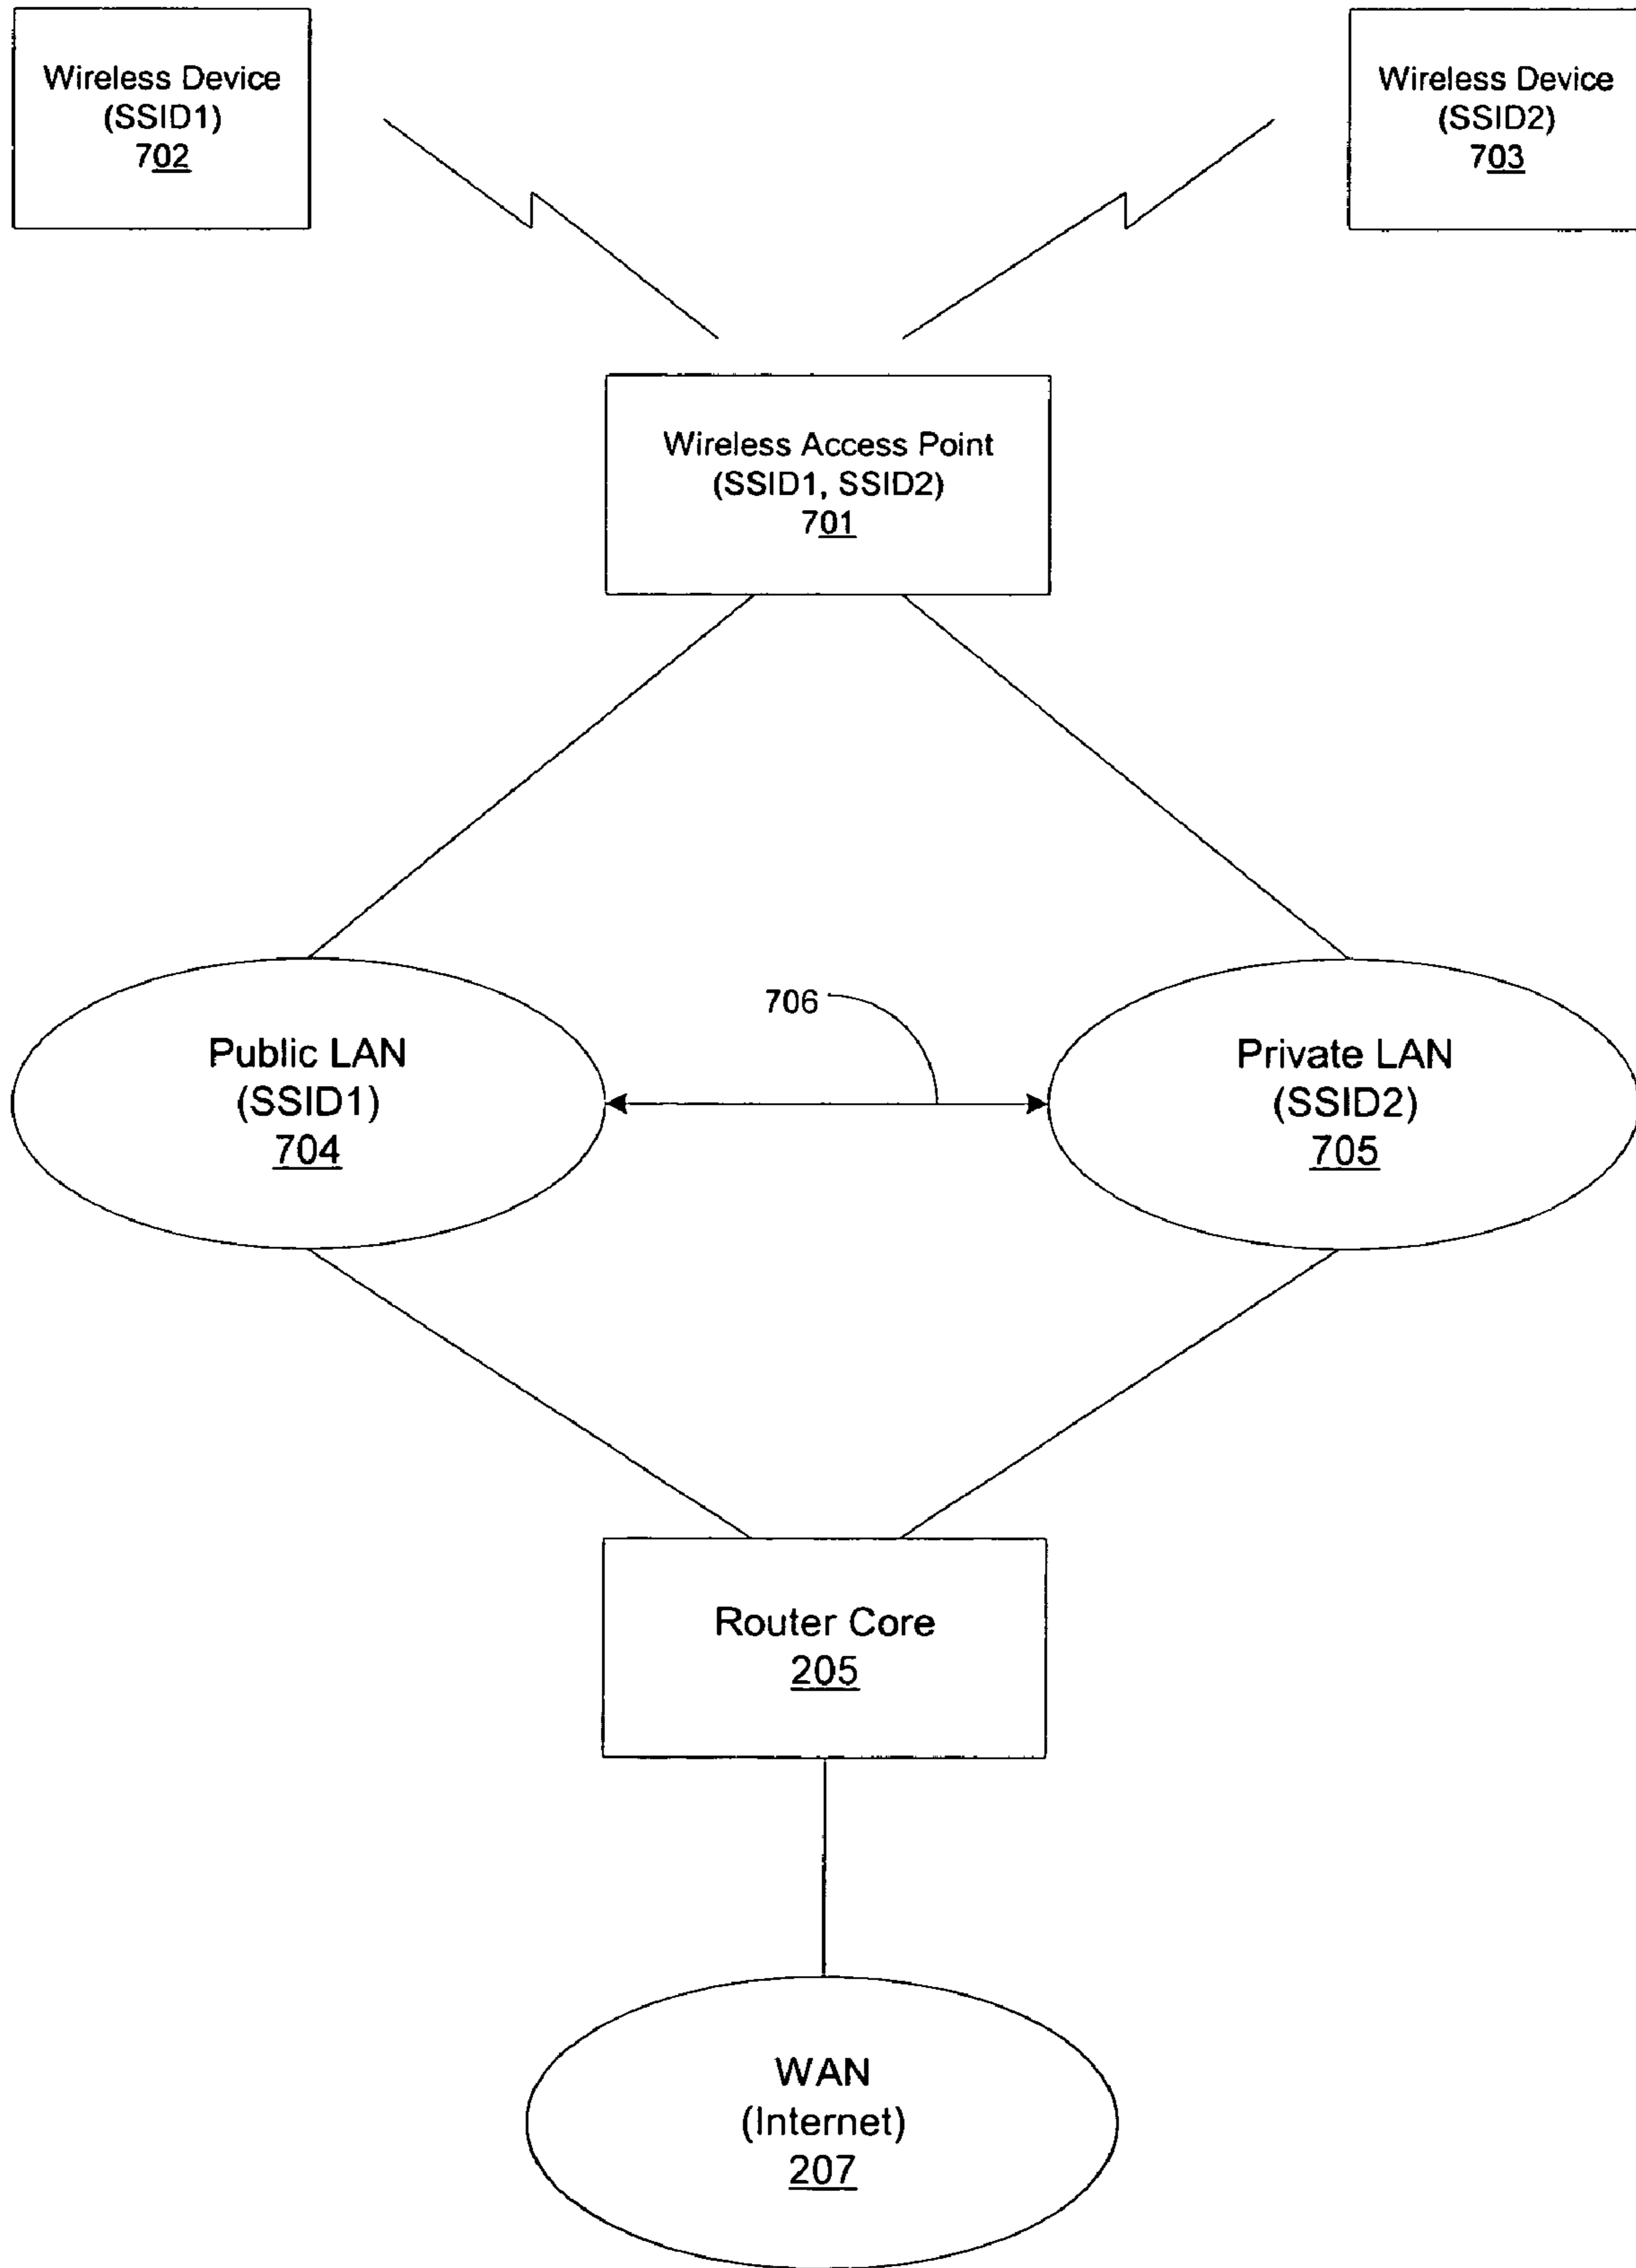 Wireless Device
(SSID1)
702
Wireless Device
(SSID2)
703
Wireless Access Point
(SSID1, SSID2)
701
706
Public LAN
(SSID1)
704
Private LAN
(SSID2)
705
Router Core
205
WAN
(Internet)
207